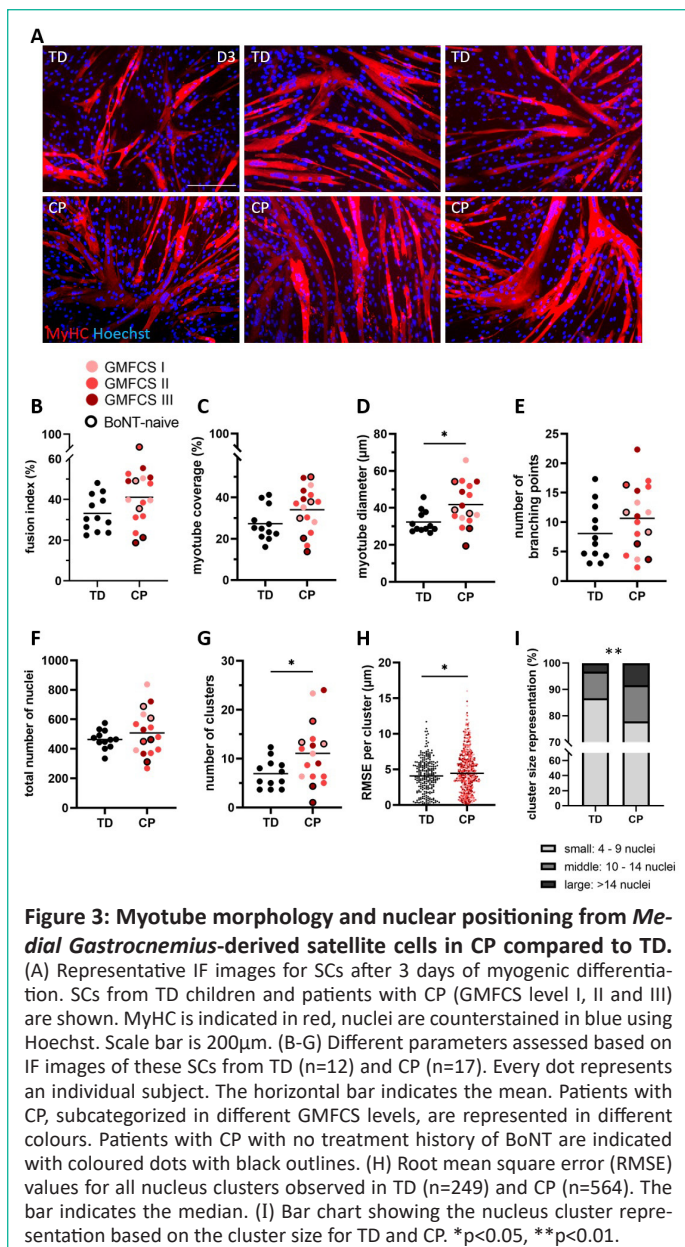 A
TD D3 TD TD
CP CP CP
MyHC Hoechst
GMFCS I
GMFCS II
GMFCS III
BoNT-naive
B C D E
fusion index (%)
100
60
40
20
0
TD CP
myotube coverage (%)
100
40
20
0
TD CP
myotube diameter (µm)
80
60
40
20
0
*
TD CP
number of
branching points
25
20
15
10
5
0
TD CP
F G H I
total number of nuclei
1000
800
600
400
200
0
TD CP
number of clusters
30
20
10
0
*
TD CP
RMSE per cluster (µm)
20
15
10
5
0
*
TD CP
cluster size representation (%)
**
100
90
80
70
60
40
20
0
TD CP
small: 4 - 9 nuclei
middle: 10 - 14 nuclei
large: >14 nuclei
Figure 3: Myotube morphology and nuclear positioning from Me-
dial Gastrocnemius-derived satellite cells in CP compared to TD.
(A) Representative IF images for SCs after 3 days of myogenic differentia-
tion. SCs from TD children and patients with CP (GMFCS level I, II and III)
are shown. MyHC is indicated in red, nuclei are counterstained in blue using
Hoechst. Scale bar is 200µm. (B-G) Different parameters assessed based on
IF images of these SCs from TD (n=12) and CP (n=17). Every dot represents
an individual subject. The horizontal bar indicates the mean. Patients with
CP, subcategorized in different GMFCS levels, are represented in different
colours. Patients with CP with no treatment history of BoNT are indicated
with coloured dots with black outlines. (H) Root mean square error (RMSE)
values for all nucleus clusters observed in TD (n=249) and CP (n=564). The
bar indicates the median. (I) Bar chart showing the nucleus cluster repre-
sentation based on the cluster size for TD and CP. *p<0.05, **p<0.01.